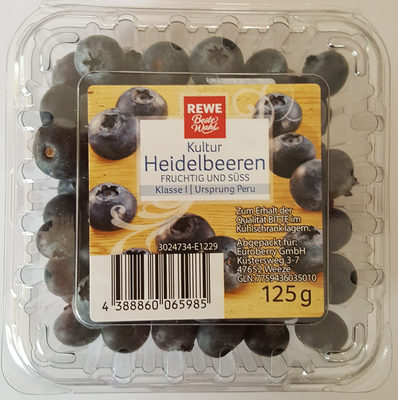 REWE
Beste
Wahl
Kultur
Heidelbeeren
FRUCHTIG UND SÜSS
Klasse I | Ursprung Peru
Zum Erhalt der
Qualität BITTE im
Kühlschrank lagern.
3024734-E1229
Abgepackt für:
Euroberry GmbH
Küstersweg 3-7
47652 Weeze
GLN:7759436035010
4 388860 065985
125 g